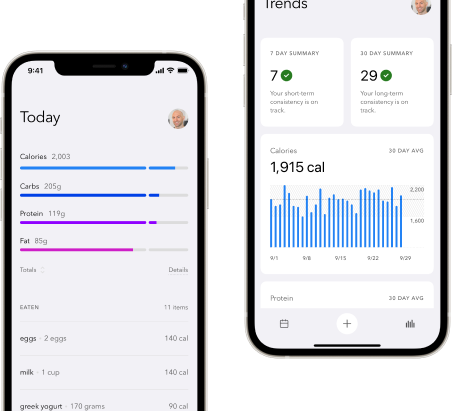 9:41
Today
Calories 2,003
Carbs 205g
Protein 119g
Fat 85g
Totals Details
EATEN 11 items
eggs · 2 eggs 140 cal
milk · 1 cup 140 cal
greek yogurt · 170 grams 90 cal
Trends
7 DAY SUMMARY
7
Your short-term
consistency is on
track.
30 DAY SUMMARY
29
Your long-term
consistency is on
track.
Calories 30 DAY AVG
1,915 cal
2,200
1,600
9/1 9/8 9/15 9/22 9/29
Protein 30 DAY AVG